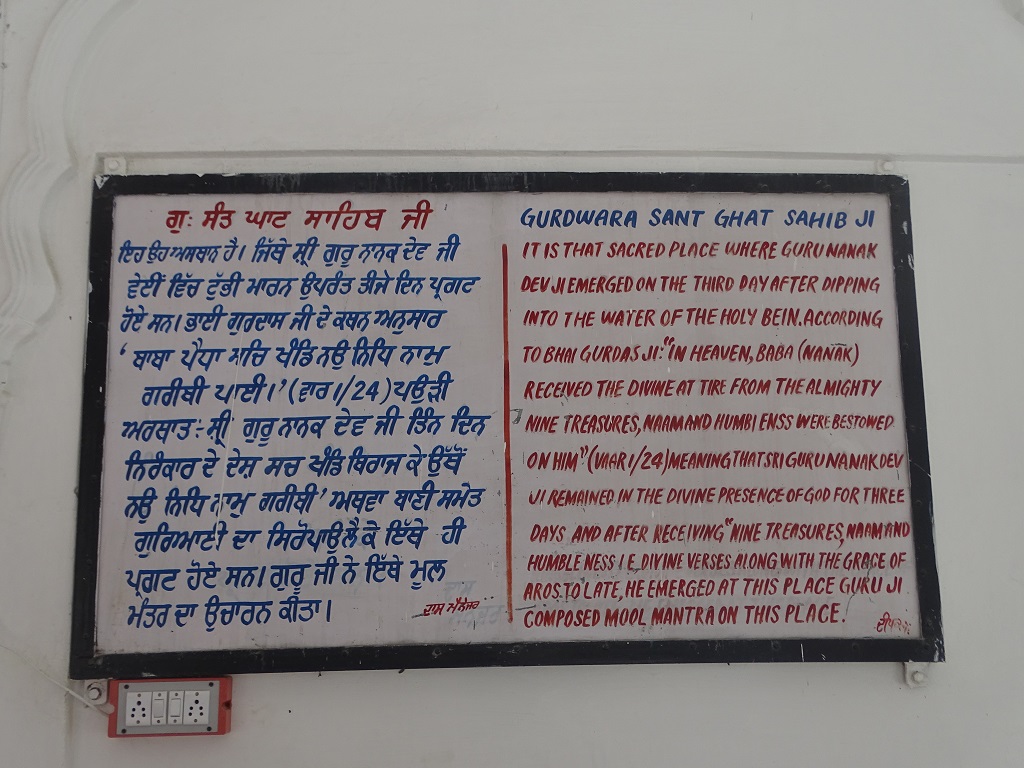 ਗੁਃ ਸੰਤ ਘਾਟ ਸਾਹਿਬ ਜੀ
ਇਹ ਉਹ ਅਸਥਾਨ ਹੈ। ਜਿੱਥੇ ਸ਼੍ਰੀ ਗੁਰੂ ਨਾਨਕ ਦੇਵ ਜੀ
ਵੇਈਂ ਵਿੱਚ ਟੁੱਭੀ ਮਾਰਨ ਉਪਰੰਤ ਤੀਜੇ ਦਿਨ ਪ੍ਰਗਟ
ਹੋਏ ਸਨ। ਭਾਈ ਗੁਰਦਾਸ ਜੀ ਦੇ ਕਥਨ ਅਨੁਸਾਰ
‘ ਬਾਬਾ ਪੈਧਾ ਸਚਿ ਖੰਡਿ ਨਉ ਨਿਧਿ ਨਾਮੁ
ਗਰੀਬੀ ਪਾਈ।’ (ਵਾਰ 1/24) ਪਉੜੀ
ਅਰਥਾਤ : ਸ਼੍ਰੀ ਗੁਰੂ ਨਾਨਕ ਦੇਵ ਜੀ ਤਿੰਨ ਦਿਨ
ਨਿਰੰਕਾਰ ਦੇ ਦੇਸ਼ ਸਚ ਖੰਡਿ ਬਿਰਾਜ ਕੇ ਉੱਥੋਂ
ਨਉ ਨਿਧਿ ਨਾਮੁ ਗਰੀਬੀ’ ਅਥਵਾ ਬਾਣੀ ਸਮੇਤ
ਗੁਰਿਆਈ ਦਾ ਸਿਰੋਪਾਉ ਲੈ ਕੇ ਇੱਥੇ ਹੀ
ਪ੍ਰਗਟ ਹੋਏ ਸਨ। ਗੁਰੂ ਜੀ ਨੇ ਇੱਥੇ ਮੂਲ
ਮੰਤਰ ਦਾ ਉਚਾਰਨ ਕੀਤਾ।
ਦਾਸ ਮੈਨੇਜਰ
GURDWARA SANT GHAT SAHIB JI
IT IS THAT SACRED PLACE WHERE GURU NANAK
DEV JI EMERGED ON THE THIRD DAY AFTER DIPPING
INTO THE WATER OF THE HOLY BEIN. ACCORDING
TO BHAI GURDAS JI: "IN HEAVEN, BABA (NANAK)
RECEIVED THE DIVINE AT TIRE FROM THE ALMIGHTY
NINE TREASURES, NAAM AND HUMBI ENSS WERE BESTOWED
ON HIM" (VAAR 1/24) MEANING THAT SRI GURU NANAK DEV
JI REMAINED IN THE DIVINE PRESENCE OF GOD FOR THREE
DAYS AND AFTER RECEIVING "NINE TREASURES, NAAM AND
HUMBLE NESS I.E, DIVINE VERSES ALONG WITH THE GRACE OF
AROS.TO LATE, HE EMERGED AT THIS PLACE GURU JI
COMPOSED MOOL MANTRA ON THIS PLACE.